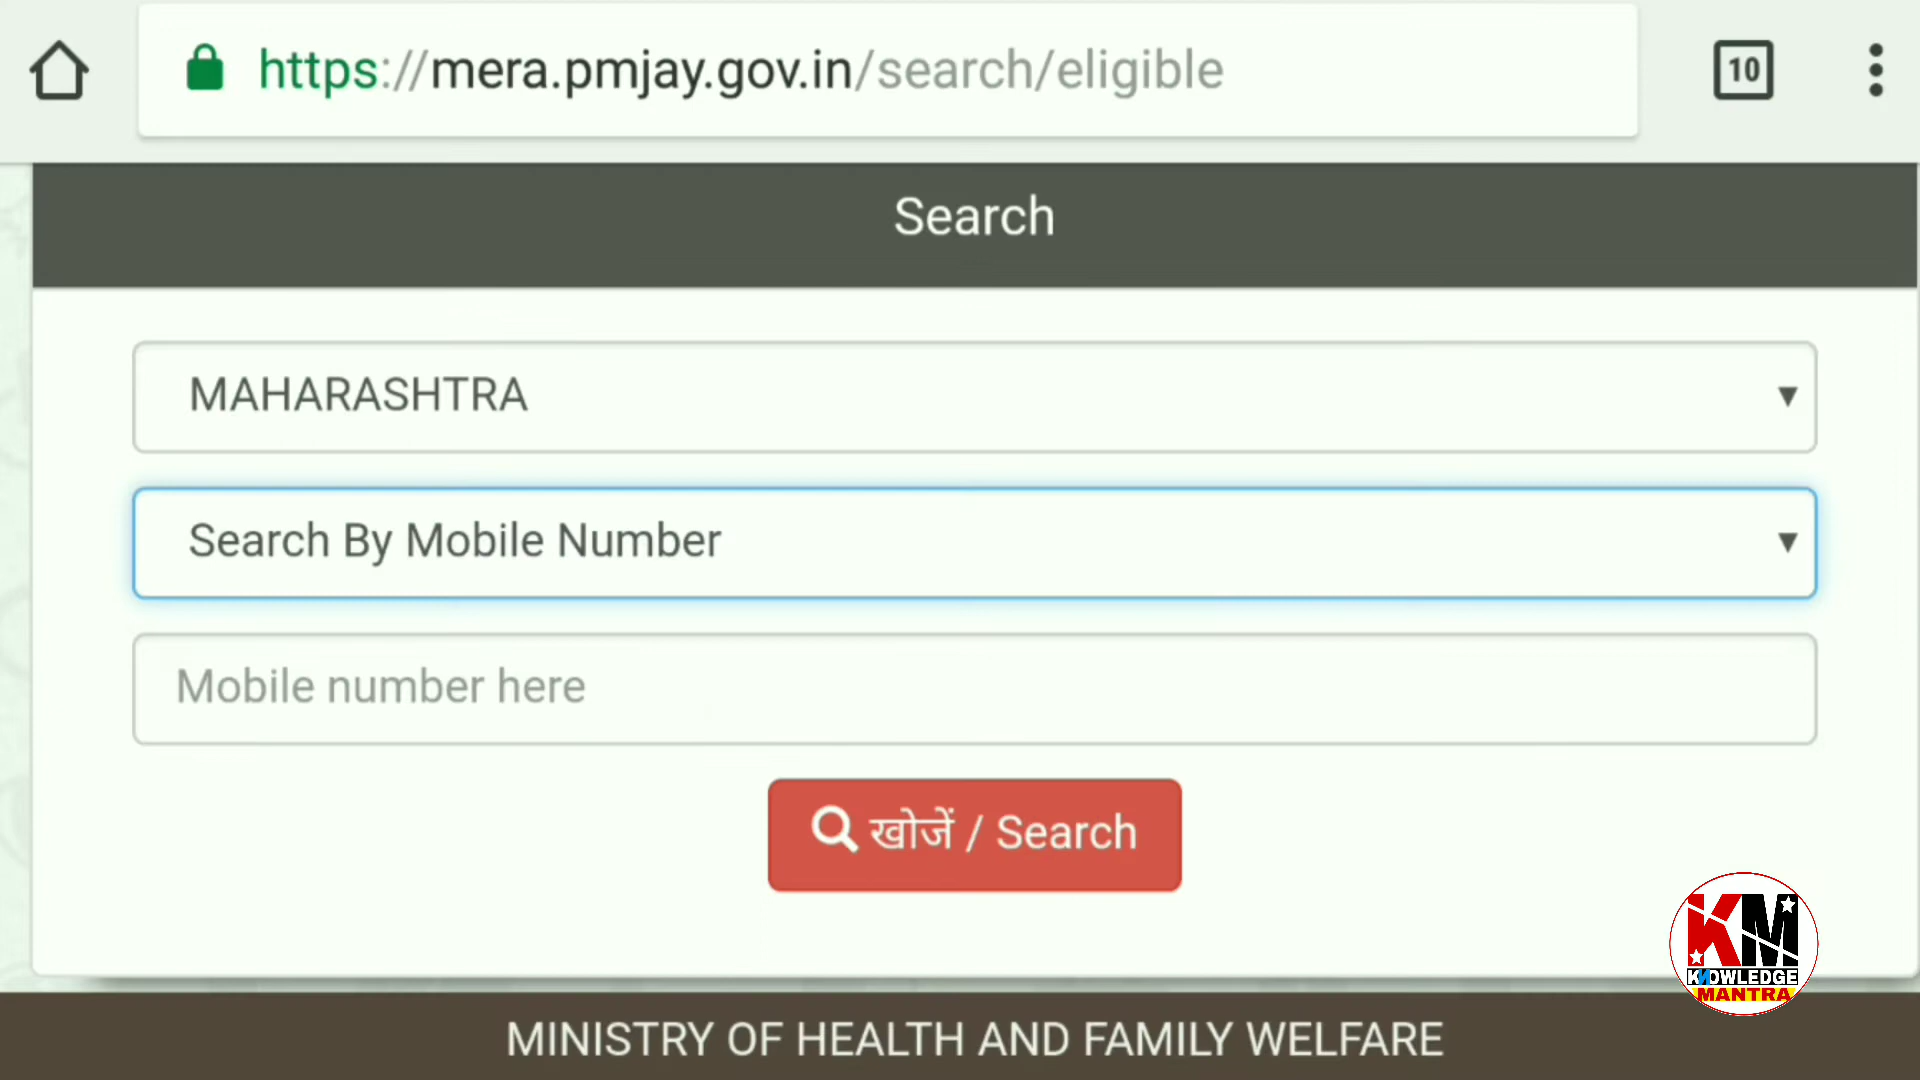 https://mera.pmjay.gov.in/search/eligible
10
Search
MAHARASHTRA
Search By Mobile Number
Mobile number here
खोजें / Search
KM
KNOWLEDGE
MANTRA
MINISTRY OF HEALTH AND FAMILY WELFARE